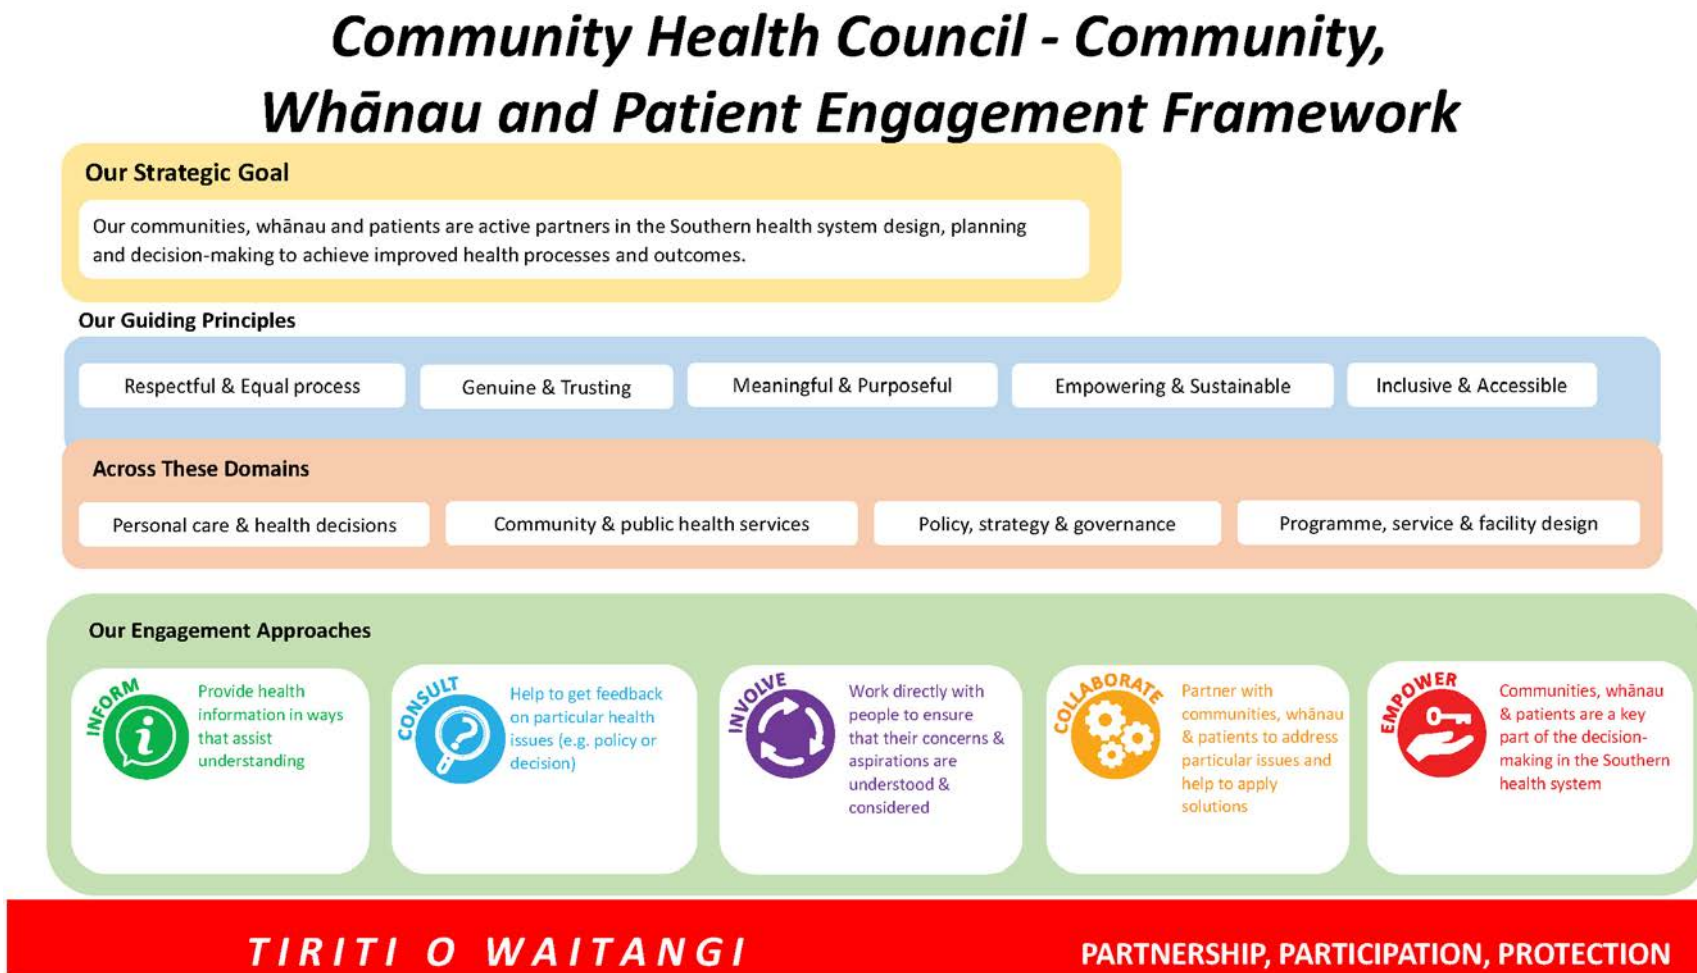 Community Health Council - Community,
Whānau and Patient Engagement Framework
Our Strategic Goal
Our communities, whānau and patients are active partners in the Southern health system design, planning
and decision-making to achieve improved health processes and outcomes.
Our Guiding Principles
Respectful & Equal process
Genuine & Trusting
Meaningful & Purposeful
Empowering & Sustainable
Inclusive & Accessible
Across These Domains
Personal care & health decisions
Community & public health services
Policy, strategy & governance
Programme, service & facility design
Our Engagement Approaches
INFORM
Provide health
information in ways
that assist
understanding
CONSULT
Help to get feedback
on particular health
issues (e.g. policy or
decision)
INVOLVE
Work directly with
people to ensure
that their concerns &
aspirations are
understood &
considered
COLLABORATE
Partner with
communities, whānau
& patients to address
particular issues and
help to apply
solutions
EMPOWER
Communities, whānau
& patients are a key
part of the decision-
making in the Southern
health system
TIRITI O WAITANGI
PARTNERSHIP, PARTICIPATION, PROTECTION